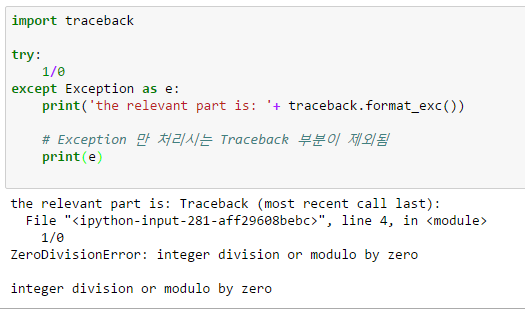 import traceback
try:
    1/0
except Exception as e:
    print('the relevant part is: '+ traceback.format_exc())
    # Exception 만 처리시는 Traceback 부분이 제외됨
    print(e)
the relevant part is: Traceback (most recent call last):
  File "<ipython-input-281-aff29608bebc>", line 4, in <module>
    1/0
ZeroDivisionError: integer division or modulo by zero
integer division or modulo by zero